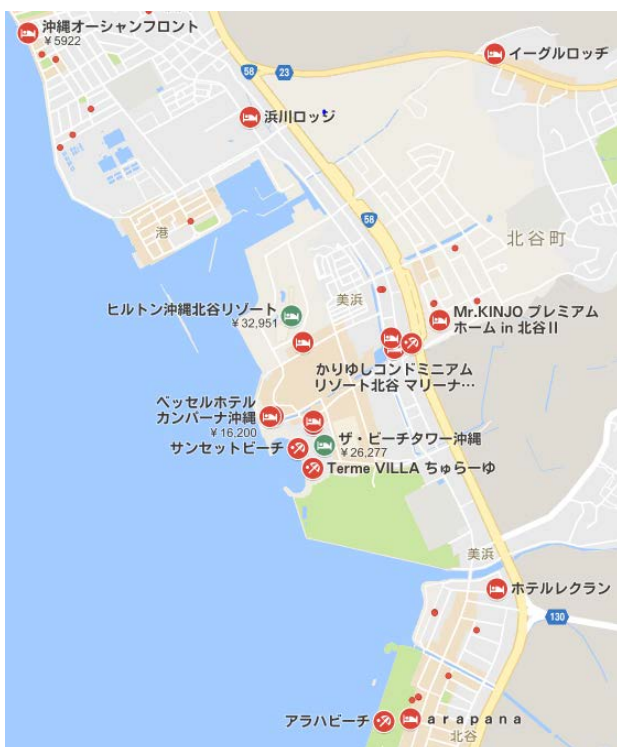 沖縄オーシャンフロント
¥5922
イーグルロッヂ
58
23
浜川ロッジ
58
港
北谷町
美浜
ヒルトン沖縄北谷リゾート
¥32,951
Mr.KINJO プレミアム
ホーム in 北谷Ⅱ
かりゆしコンドミニアム
リゾート北谷 マリーナ…
ベッセルホテル
カンパーナ沖縄
¥16,200
サンセットビーチ
ザ・ビーチタワー沖縄
¥26,277
Terme VILLA ちゅらーゆ
美浜
ホテルレクラン
130
アラハビーチ
arapana
北谷